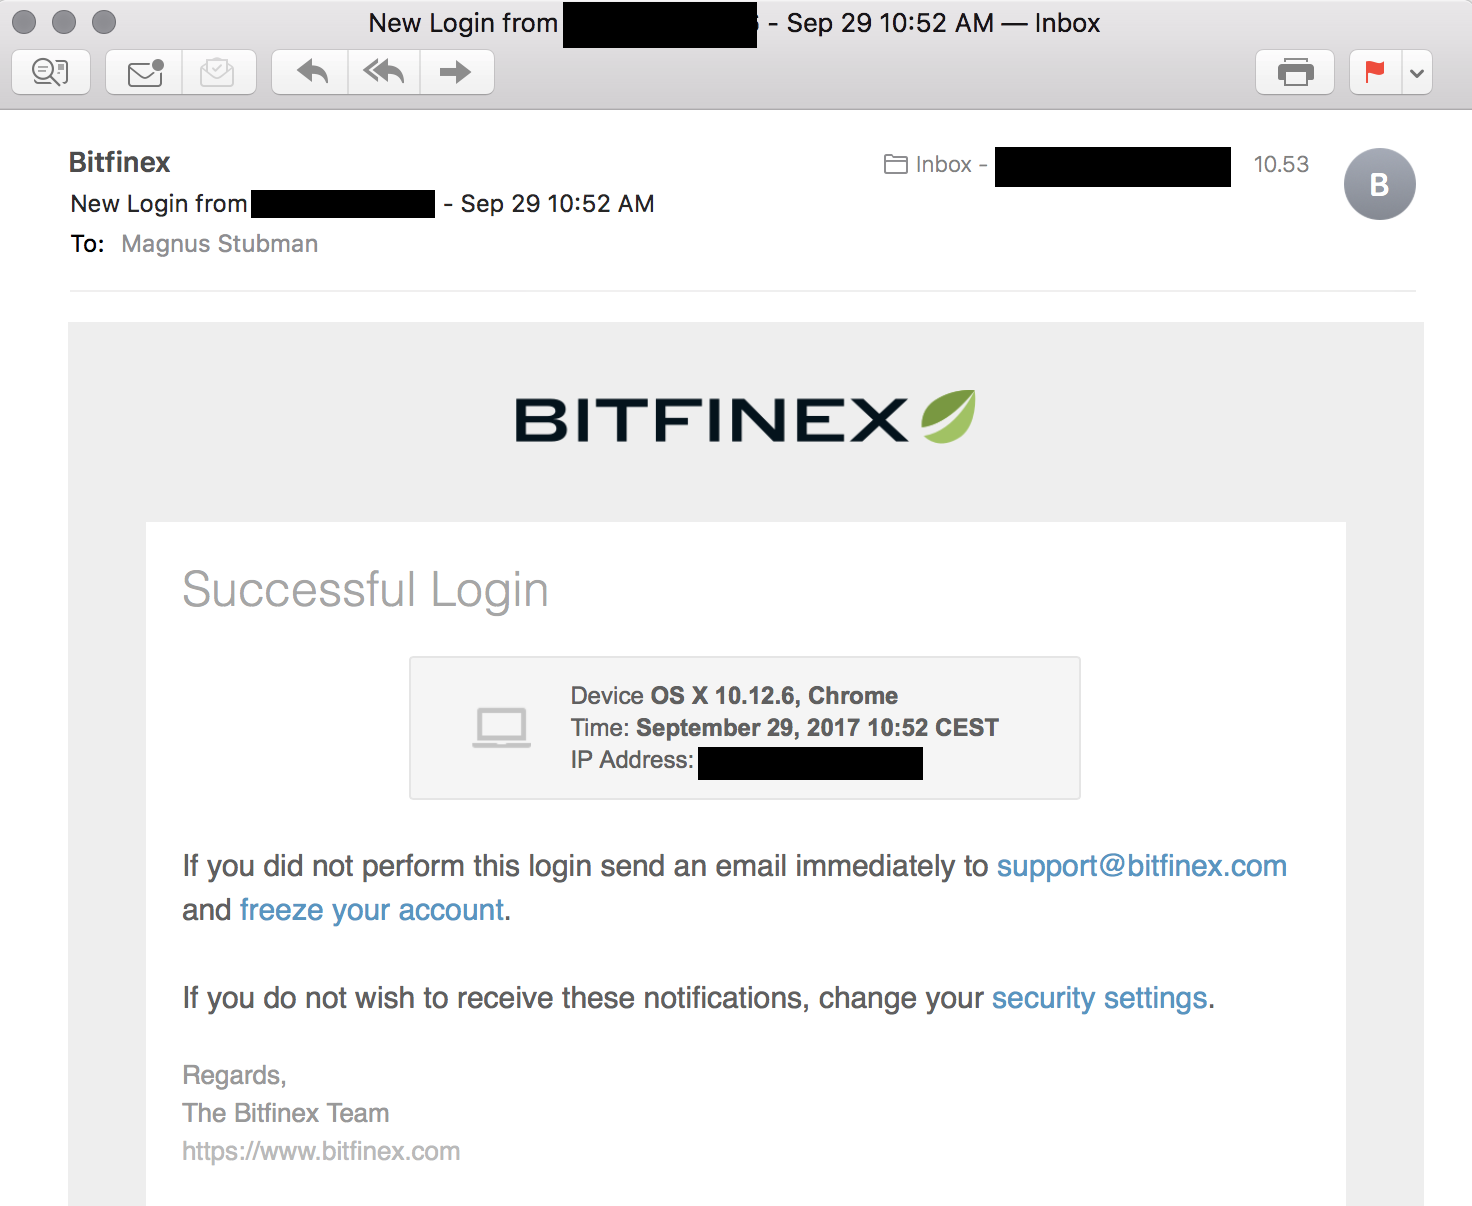 New Login from - Sep 29 10:52 AM — Inbox
Bitfinex
Inbox - 10.53
B
New Login from - Sep 29 10:52 AM
To: Magnus Stubman
BITFINEX
Successful Login
Device OS X 10.12.6, Chrome
Time: September 29, 2017 10:52 CEST
IP Address:
If you did not perform this login send an email immediately to support@bitfinex.com
and freeze your account.
If you do not wish to receive these notifications, change your security settings.
Regards,
The Bitfinex Team
https://www.bitfinex.com